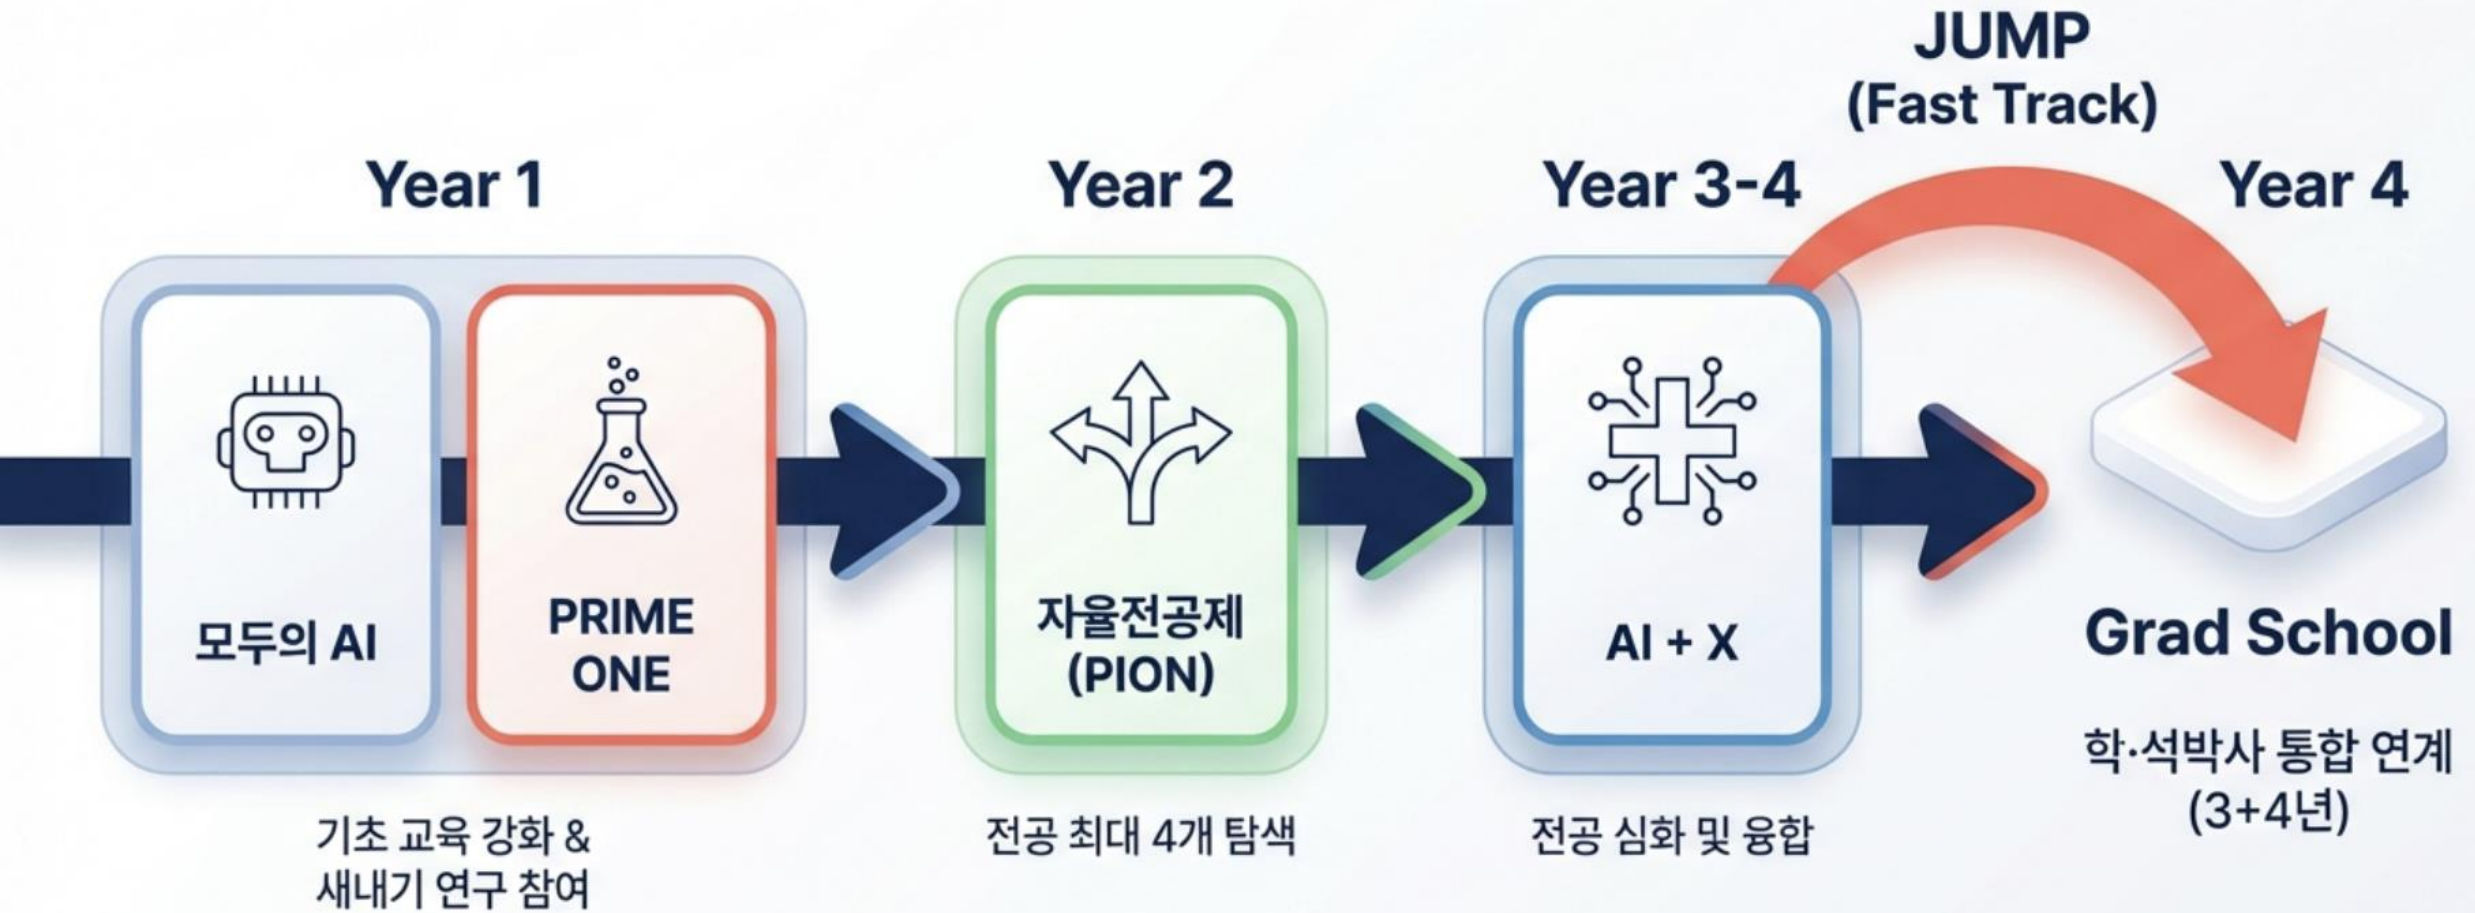 Year 1
모두의 AI
PRIME
ONE
기초 교육 강화 &
새내기 연구 참여
Year 2
자율전공제
(PION)
전공 최대 4개 탐색
Year 3-4
AI + X
전공 심화 및 융합
JUMP
(Fast Track)
Year 4
Grad School
학·석박사 통합 연계
(3+4년)